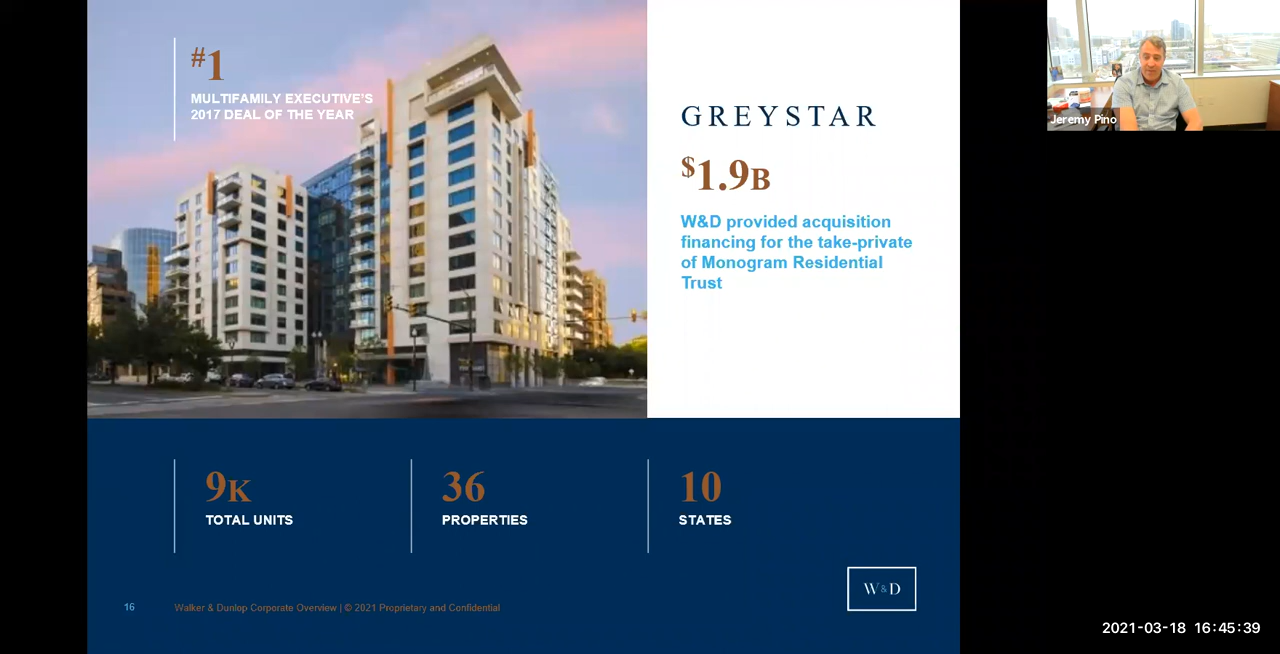 #1
MULTIFAMILY EXECUTIVE'S
2017 DEAL OF THE YEAR
GREYSTAR
$1.9B
W&D provided acquisition
financing for the take-private
of Monogram Residential
Trust
Jeremy Pino
9K
TOTAL UNITS
36
PROPERTIES
10
STATES
W&D
16
Walker & Dunlop Corporate Overview | © 2021 Proprietary and Confidential
2021-03-18 16:45:39